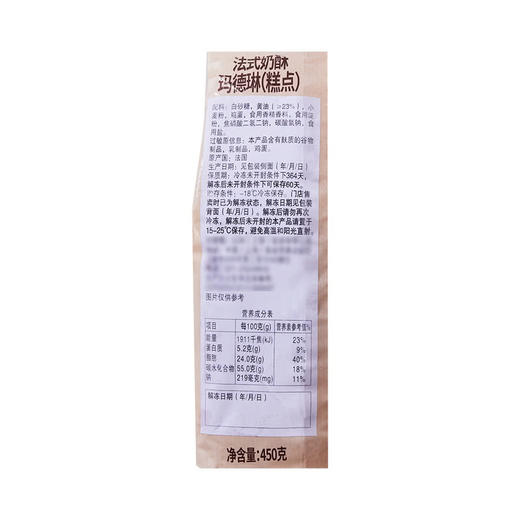 法式奶酥
玛德琳(糕点)
配料：白砂糖，黄油（≥23%），小
麦粉，鸡蛋，食用香精香料，食用淀
粉，焦磷酸二氢二钠，碳酸氢钠，食
用盐。
过敏原信息：本产品含有麸质的谷物
制品，乳制品，鸡蛋。
原产国：法国
生产日期：见包装侧面（年/月/日）
保质期：冷冻未开封条件下364天，
解冻后未开封条件下可保存60天。
贮存条件：-18℃冷冻保存。门店售
卖时已为解冻状态，解冻日期见包装
背面（年/月/日）。解冻后请勿再次
冷冻，解冻后未开封的本产品请置于
15-25℃保存，避免高温和阳光直射。
图片仅供参考
营养成分表
项目 每100克(g) 营养素参考值%
能量 1911千焦(kJ) 23%
蛋白质 5.2克(g) 9%
脂肪 24.0克(g) 40%
碳水化合物 55.0克(g) 18%
钠 219毫克(mg) 11%
解冻日期（年/月/日）
净含量:450克